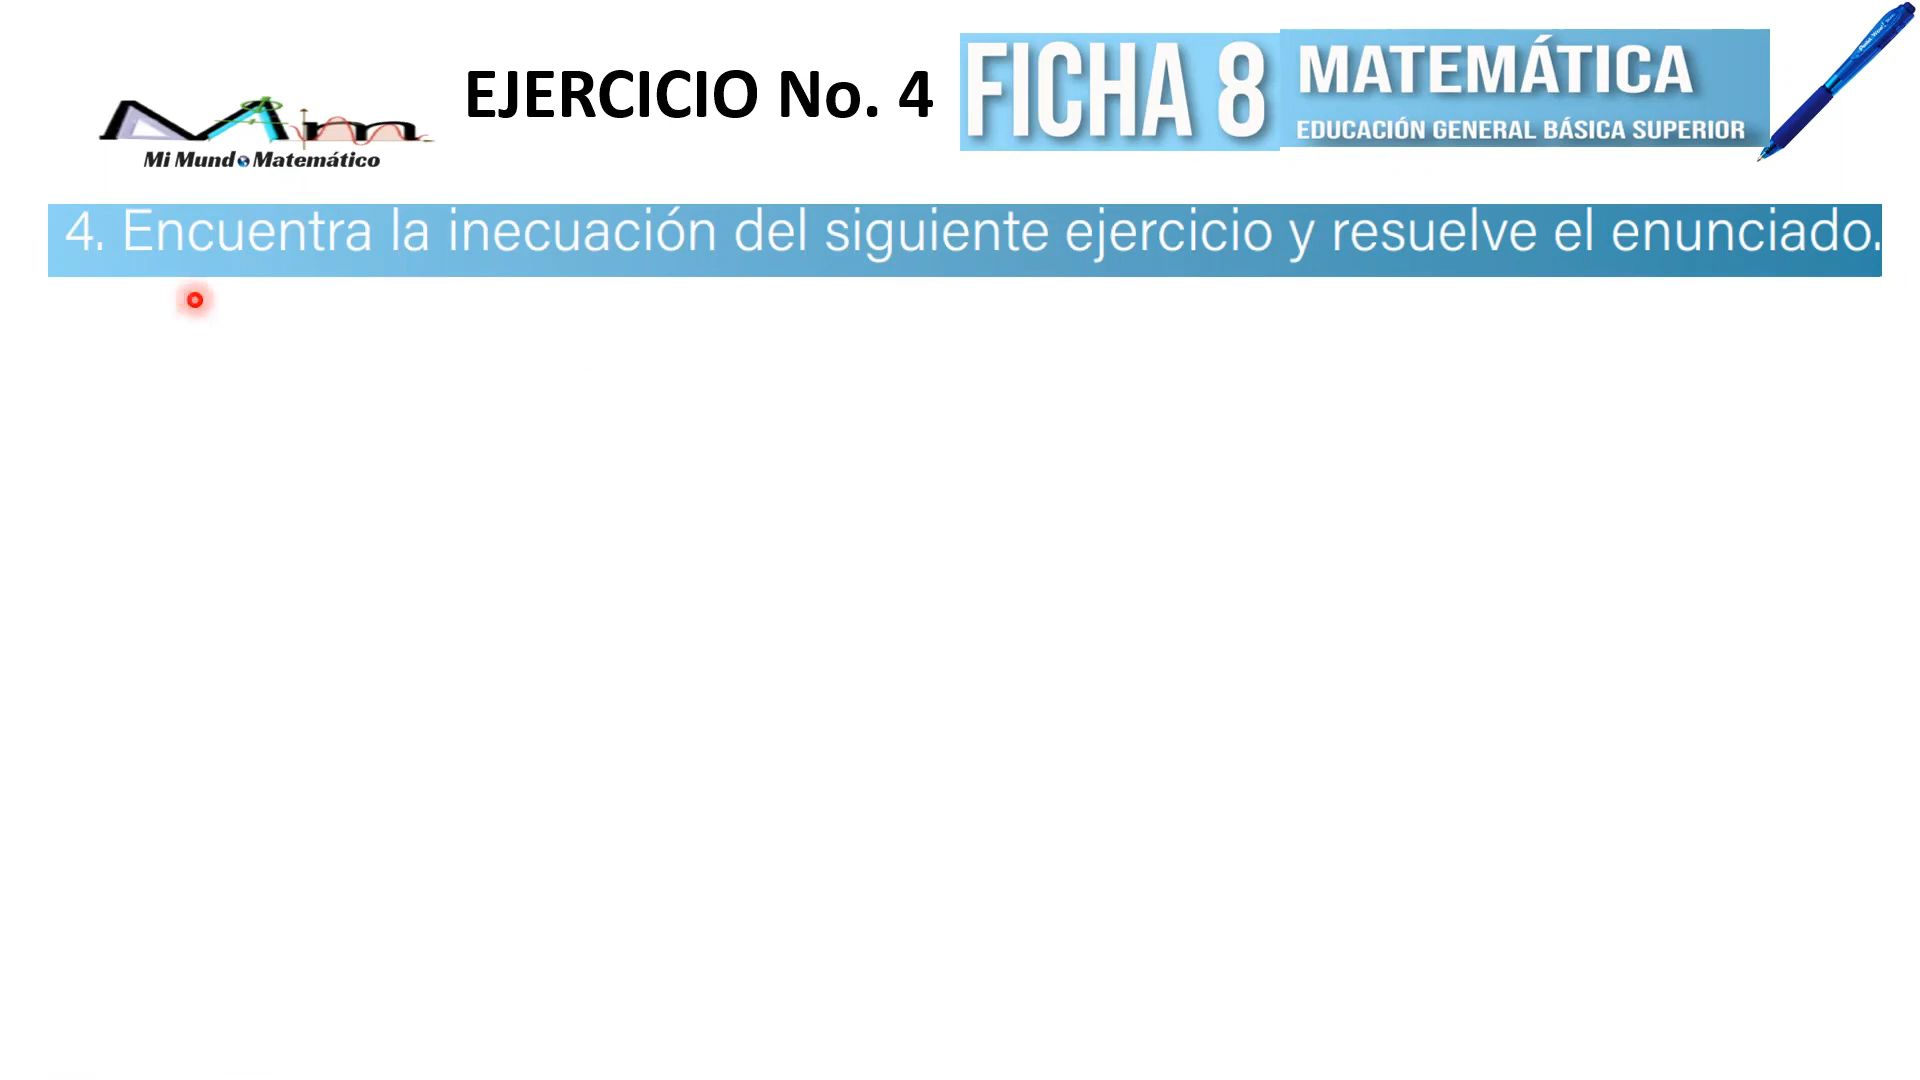 EJERCICIO No. 4
FICHA 8
MATEMÁTICA
EDUCACIÓN GENERAL BÁSICA SUPERIOR
Mim
Mi Mundo Matemático
4. Encuentra la inecuación del siguiente ejercicio y resuelve el enunciado.